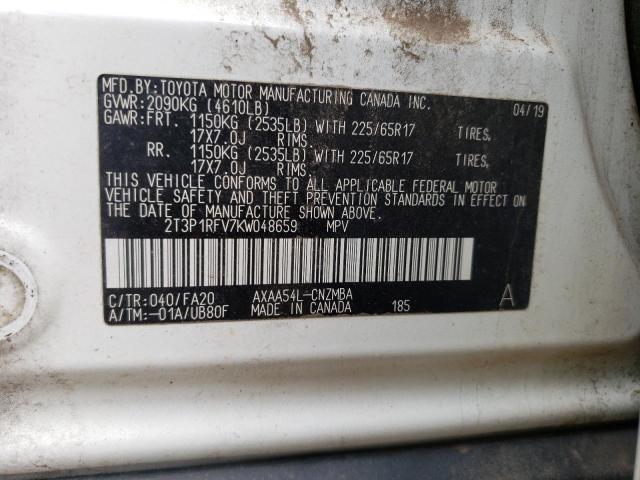 MFD.BY:TOYOTA MOTOR MANUFACTURING CANADA INC.
GVWR:2090KG (4610LB) 04/19
GAWR:FRT. 1150KG (2535LB) WITH 225/65R17 TIRES,
17X7.0J RIMS.
RR. 1150KG (2535LB) WITH 225/65R17 TIRES,
17X7.0J RIMS.
THIS VEHICLE CONFORMS TO ALL APPLICABLE FEDERAL MOTOR
VEHICLE SAFETY AND THEFT PREVENTION STANDARDS IN EFFECT
ON THE DATE OF MANUFACTURE SHOWN ABOVE.
2T3P1RFV7KW048659 MPV
C/TR:040/FA20 AXAA54L-CNZMBA A
A/TM:-01A/UB80F MADE IN CANADA 185